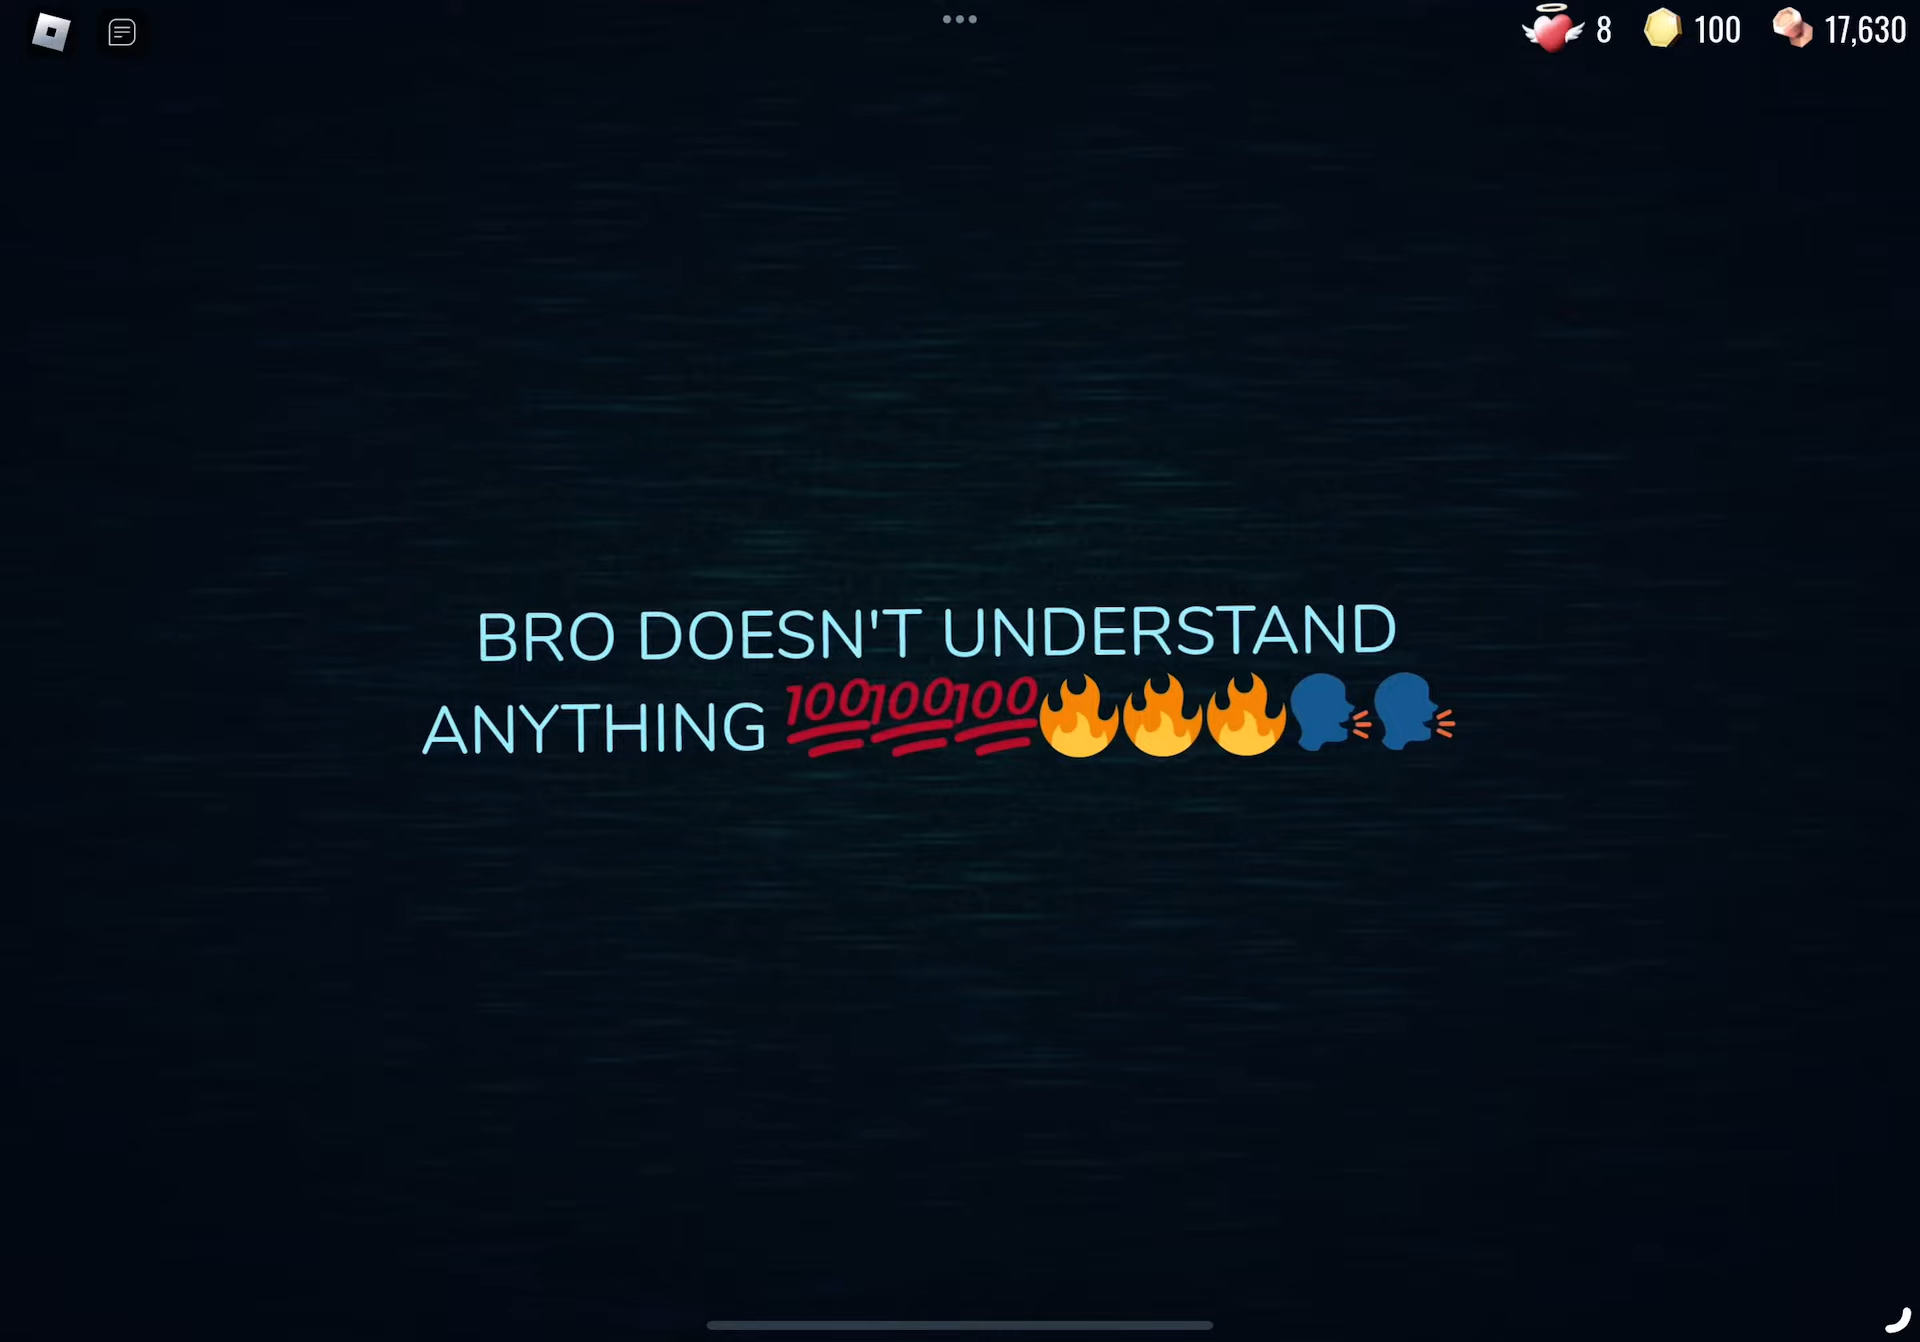 8 100 17,630
BRO DOESN'T UNDERSTAND
ANYTHING 💯💯💯🔥🔥🔥🗣️🗣️